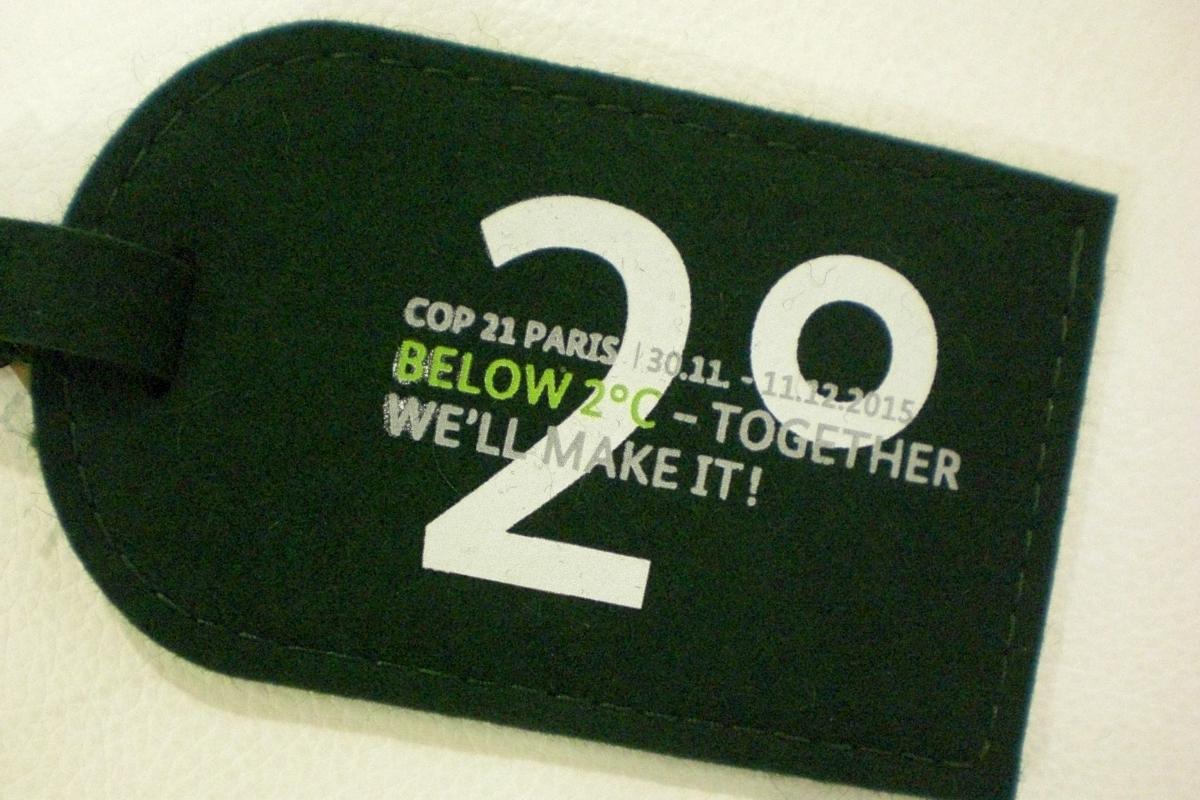 2°
COP 21 PARIS | 30.11. - 11.12.2015
BELOW 2°C – TOGETHER
WE'LL MAKE IT!